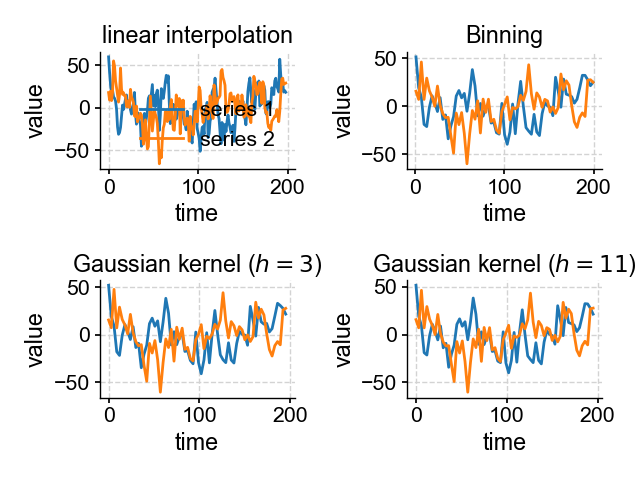 linear interpolation
Binning
50
0
−50
value
series 1
series 2
0
100
200
time
50
0
−50
value
0
100
200
time
Gaussian kernel (h = 3)
Gaussian kernel (h = 11)
50
0
−50
value
0
100
200
time
50
0
−50
value
0
100
200
time